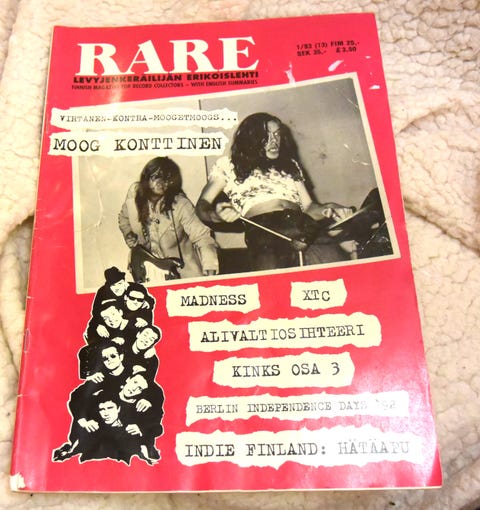 RARE
1/93 (13) FIM 25,-
SEK 35,- £3,50
LEVYJENKERÄILIJÄN ERIKOISLEHTI
FINNISH MAGAZINE FOR RECORD COLLECTORS – WITH ENGLISH SUMMARIES
VIRTANEN-KONTRA-MOOGETMOOGS...
MOOG KONTTINEN
MADNESS
XTC
ALIVALTIOSIHTEERI
KINKS OSA 3
BERLIN INDEPENDENCE DAYS '92
INDIE FINLAND: HÄTÄAPU